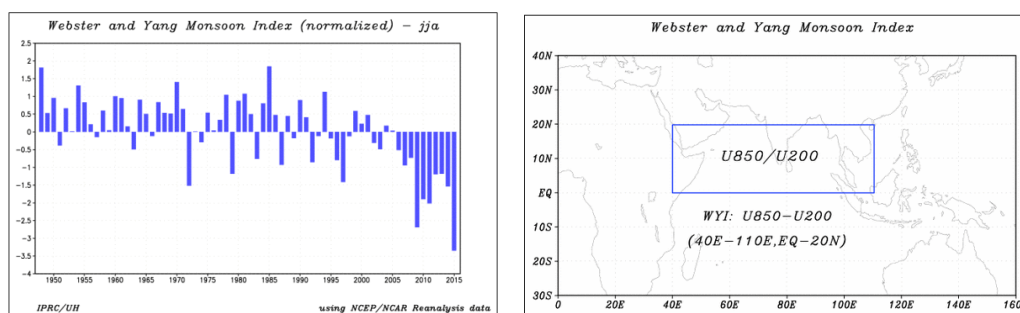 Webster and Yang Monsoon Index (normalized) - jja
2.5
2
1.5
1
0.5
0
-0.5
-1
-1.5
-2
-2.5
-3
-3.5
-4
1950 1955 1960 1965 1970 1975 1980 1985 1990 1995 2000 2005 2010 2015
IPRC/UH using NCEP/NCAR Reanalysis data
Webster and Yang Monsoon Index
40N
30N
20N
10N
EQ
10S
20S
30S
U850/U200
WYI: U850-U200
(40E-110E,EQ-20N)
0 20E 40E 60E 80E 100E 120E 140E 160